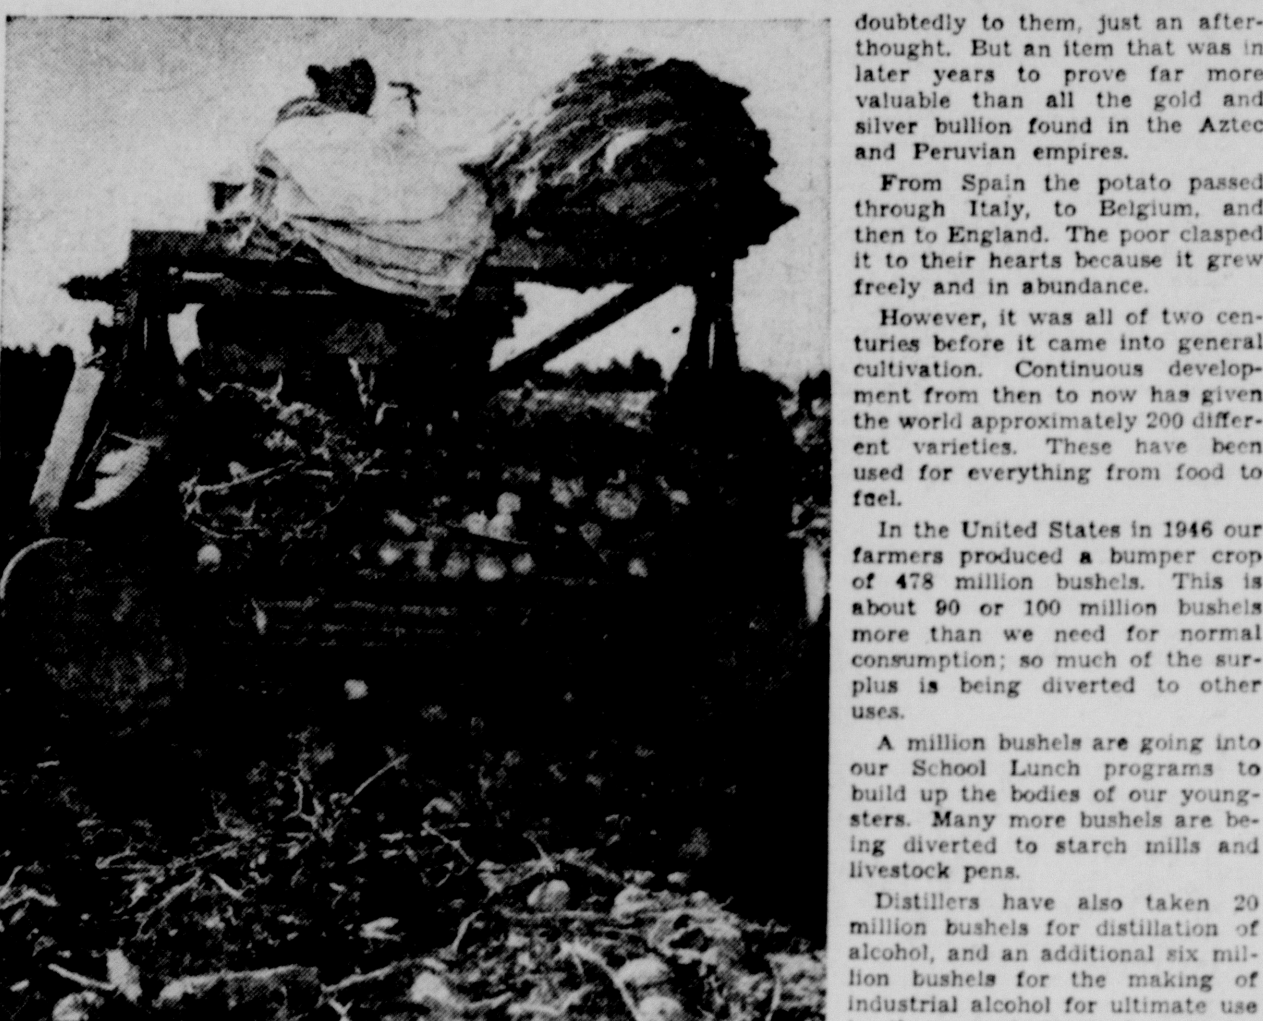 doubtedly to them, just an after-
thought. But an item that was in
later years to prove far more
valuable than all the gold and
silver bullion found in the Aztec
and Peruvian empires.
From Spain the potato passed
through Italy, to Belgium, and
then to England. The poor clasped
it to their hearts because it grew
freely and in abundance.
However, it was all of two cen-
turies before it came into general
cultivation. Continuous develop-
ment from then to now has given
the world approximately 200 differ-
ent varieties. These have been
used for everything from food to
fuel.
In the United States in 1946 our
farmers produced a bumper crop
of 478 million bushels. This is
about 90 or 100 million bushels
more than we need for normal
consumption; so much of the sur-
plus is being diverted to other
uses.
A million bushels are going into
our School Lunch programs to
build up the bodies of our young-
sters. Many more bushels are be-
ing diverted to starch mills and
livestock pens.
Distillers have also taken 20
million bushels for distillation of
alcohol, and an additional six mil-
lion bushels for the making of
industrial alcohol for ultimate use